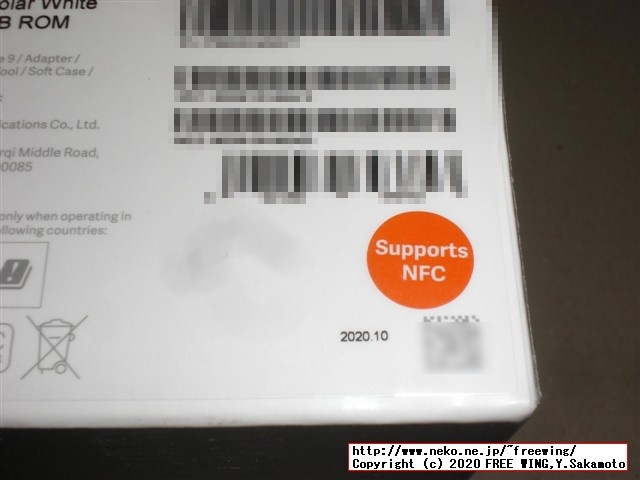 olar White
B ROM
e 9 / Adapter /
ool / Soft Case /
ications Co., Ltd.
rqi Middle Road,
0085
only when operating in
llowing countries:
Supports
NFC
2020.10
http://www.neko.ne.jp/~freewing/
Copyright (c) 2020 FREE WING,Y.Sakamoto